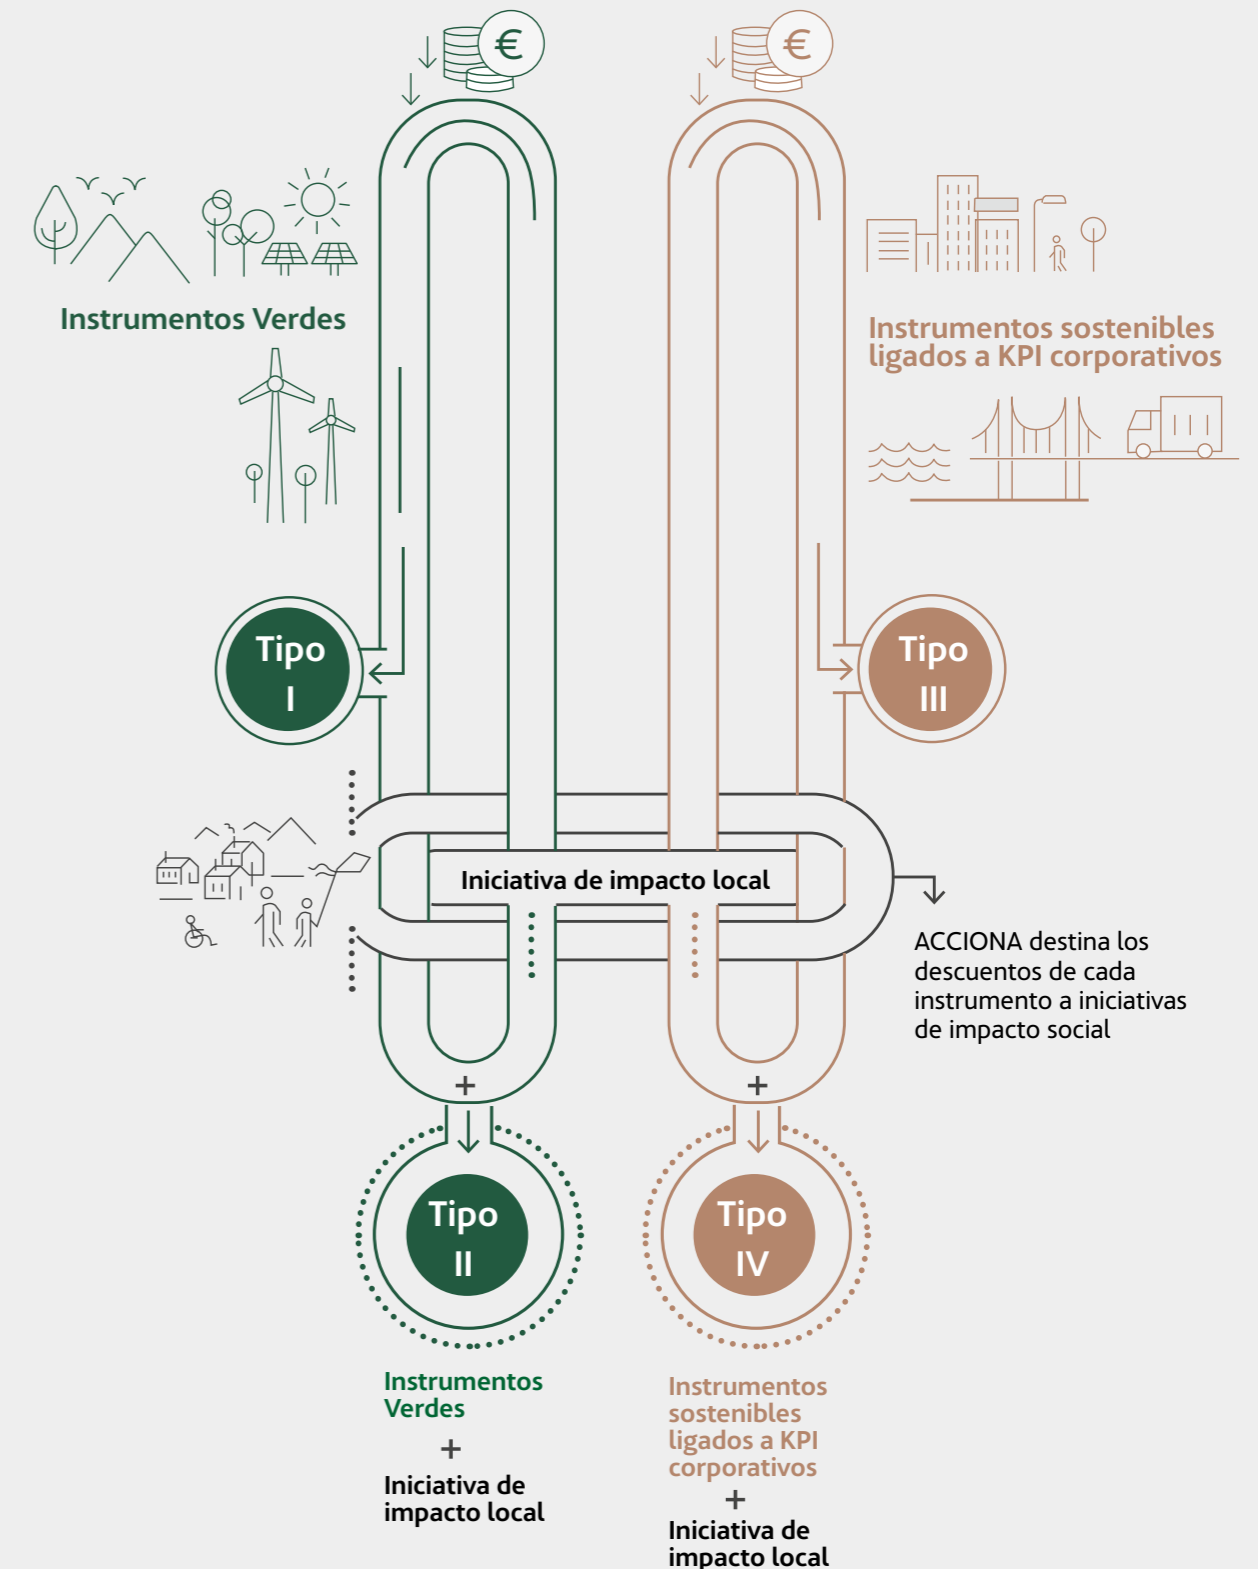 €
€
Instrumentos Verdes
Instrumentos sostenibles
ligados a KPI corporativos
Tipo
I
Tipo
III
Iniciativa de impacto local
ACCIONA destina los
descuentos de cada
instrumento a iniciativas
de impacto social
+
+
Tipo
II
Tipo
IV
Instrumentos
Verdes
+
Iniciativa de
impacto local
Instrumentos
sostenibles
ligados a KPI
corporativos
+
Iniciativa de
impacto local